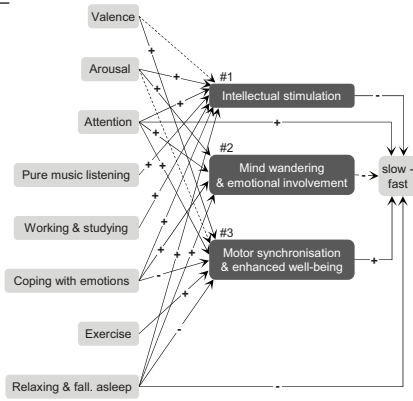 Valence
Arousal
Attention
Pure music listening
Working & studying
Coping with emotions
Exercise
Relaxing & fall. asleep
#1
Intellectual stimulation
#2
Mind wandering
& emotional involvement
#3
Motor synchronisation
& enhanced well-being
slow -
fast
+
+
+
+
+
+
+
+
+
+
+
+
-
+
-
-
+
-
+
-